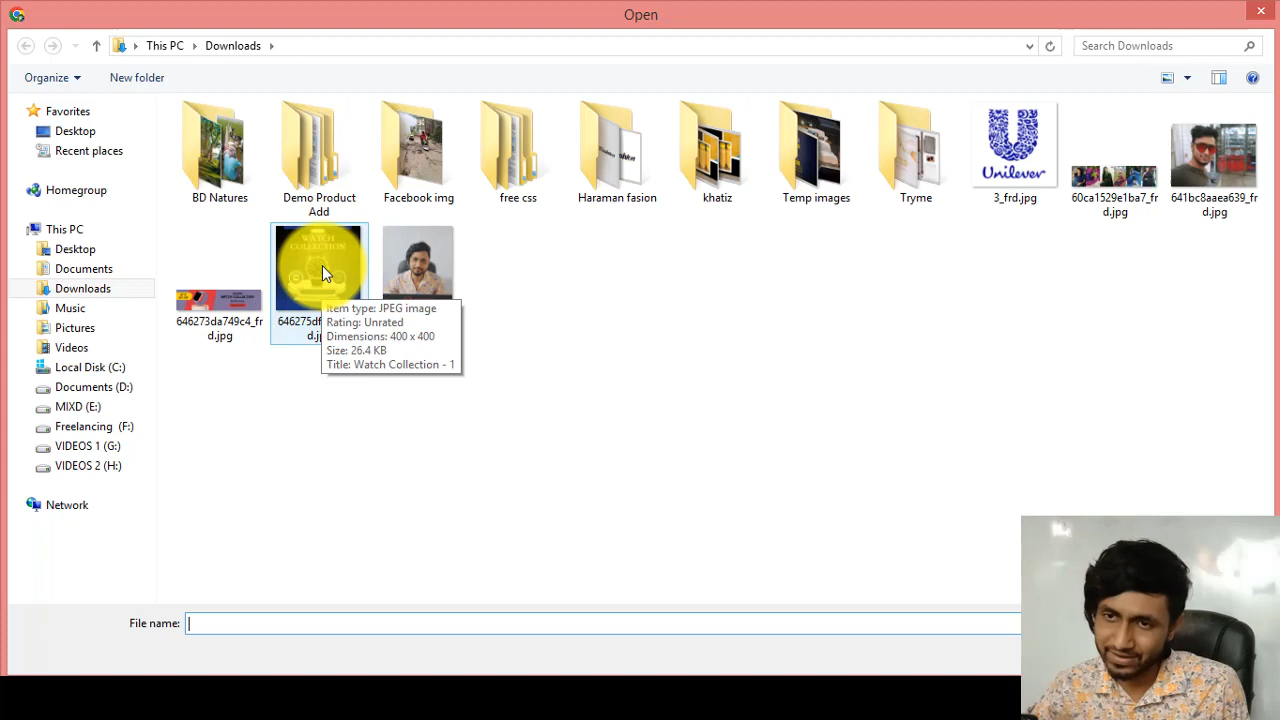 Open
This PC
Downloads
Search Downloads
Organize
New folder
Favorites
Desktop
Recent places
Homegroup
This PC
Desktop
Documents
Downloads
Music
Pictures
Videos
Local Disk (C:)
Documents (D:)
MIXD (E:)
Freelancing (F:)
VIDEOS 1 (G:)
VIDEOS 2 (H:)
Network
BD Natures
Demo Product
Add
Facebook img
free css
Haraman fasion
khatiz
Temp images
Tryme
Unilever
3_frd.jpg
60ca1529e1ba7_fr
d.jpg
641bc8aaea639_fr
d.jpg
646273da749c4_fr
d.jpg
WATCH
COLLECTION
646275df
d.j
Item type: JPEG image
Rating: Unrated
Dimensions: 400 x 400
Size: 26.4 KB
Title: Watch Collection - 1
File name: